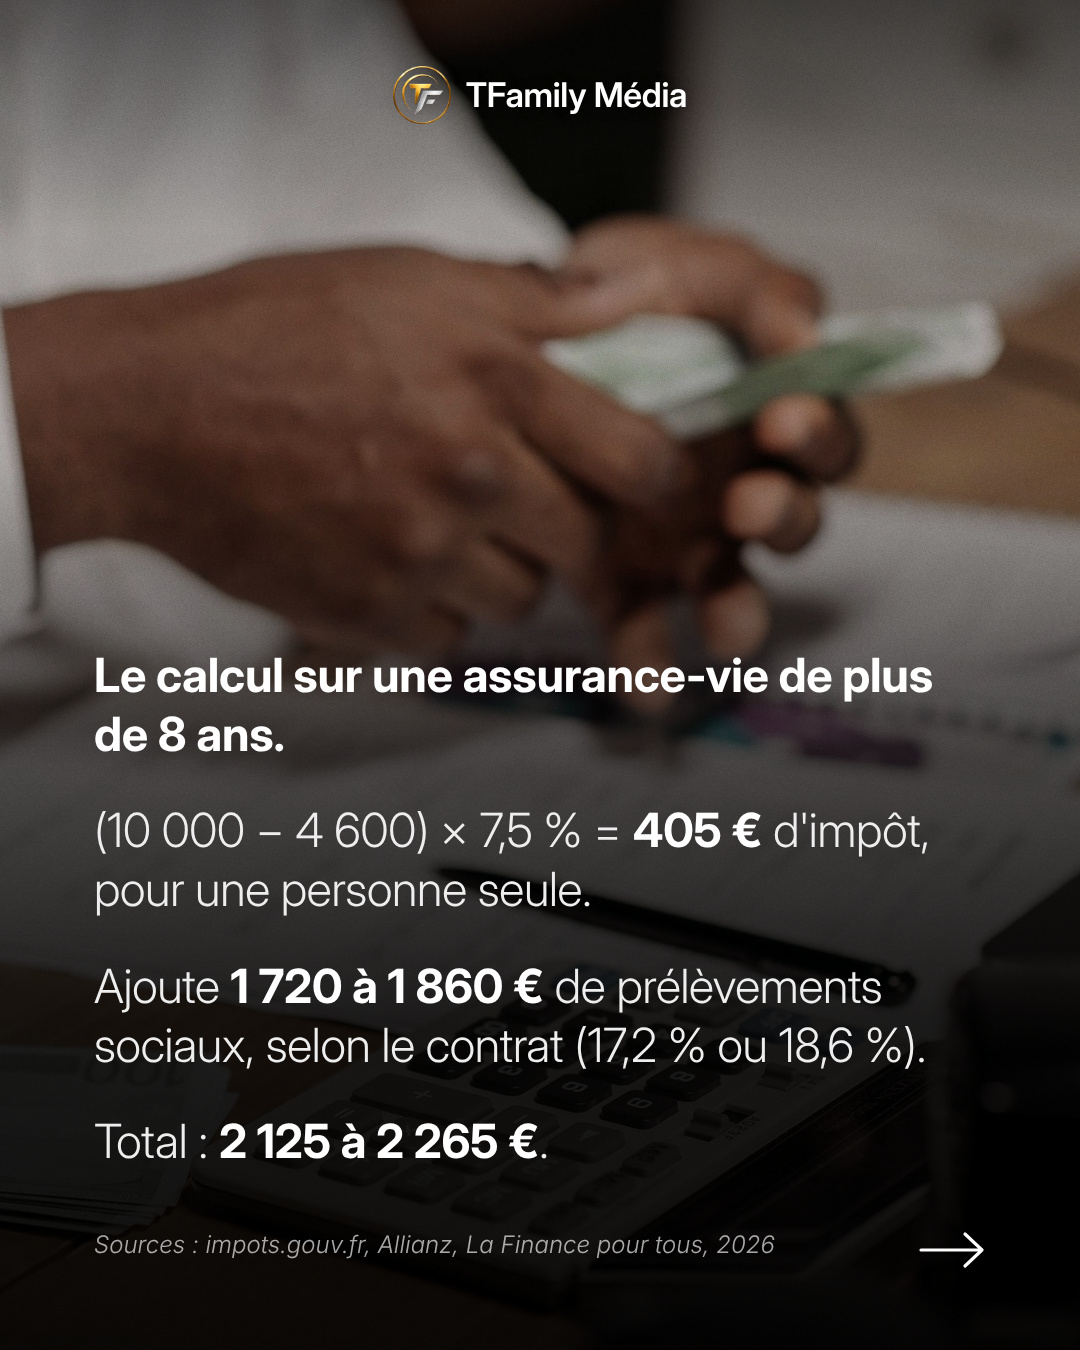 TFamily Média
Le calcul sur une assurance-vie de plus
de 8 ans.
(10 000 – 4 600) × 7,5 % = 405 € d'impôt,
pour une personne seule.
Ajoute 1 720 à 1 860 € de prélèvements
sociaux, selon le contrat (17,2 % ou 18,6 %).
Total : 2 125 à 2 265 €.
Sources : impots.gouv.fr, Allianz, La Finance pour tous, 2026